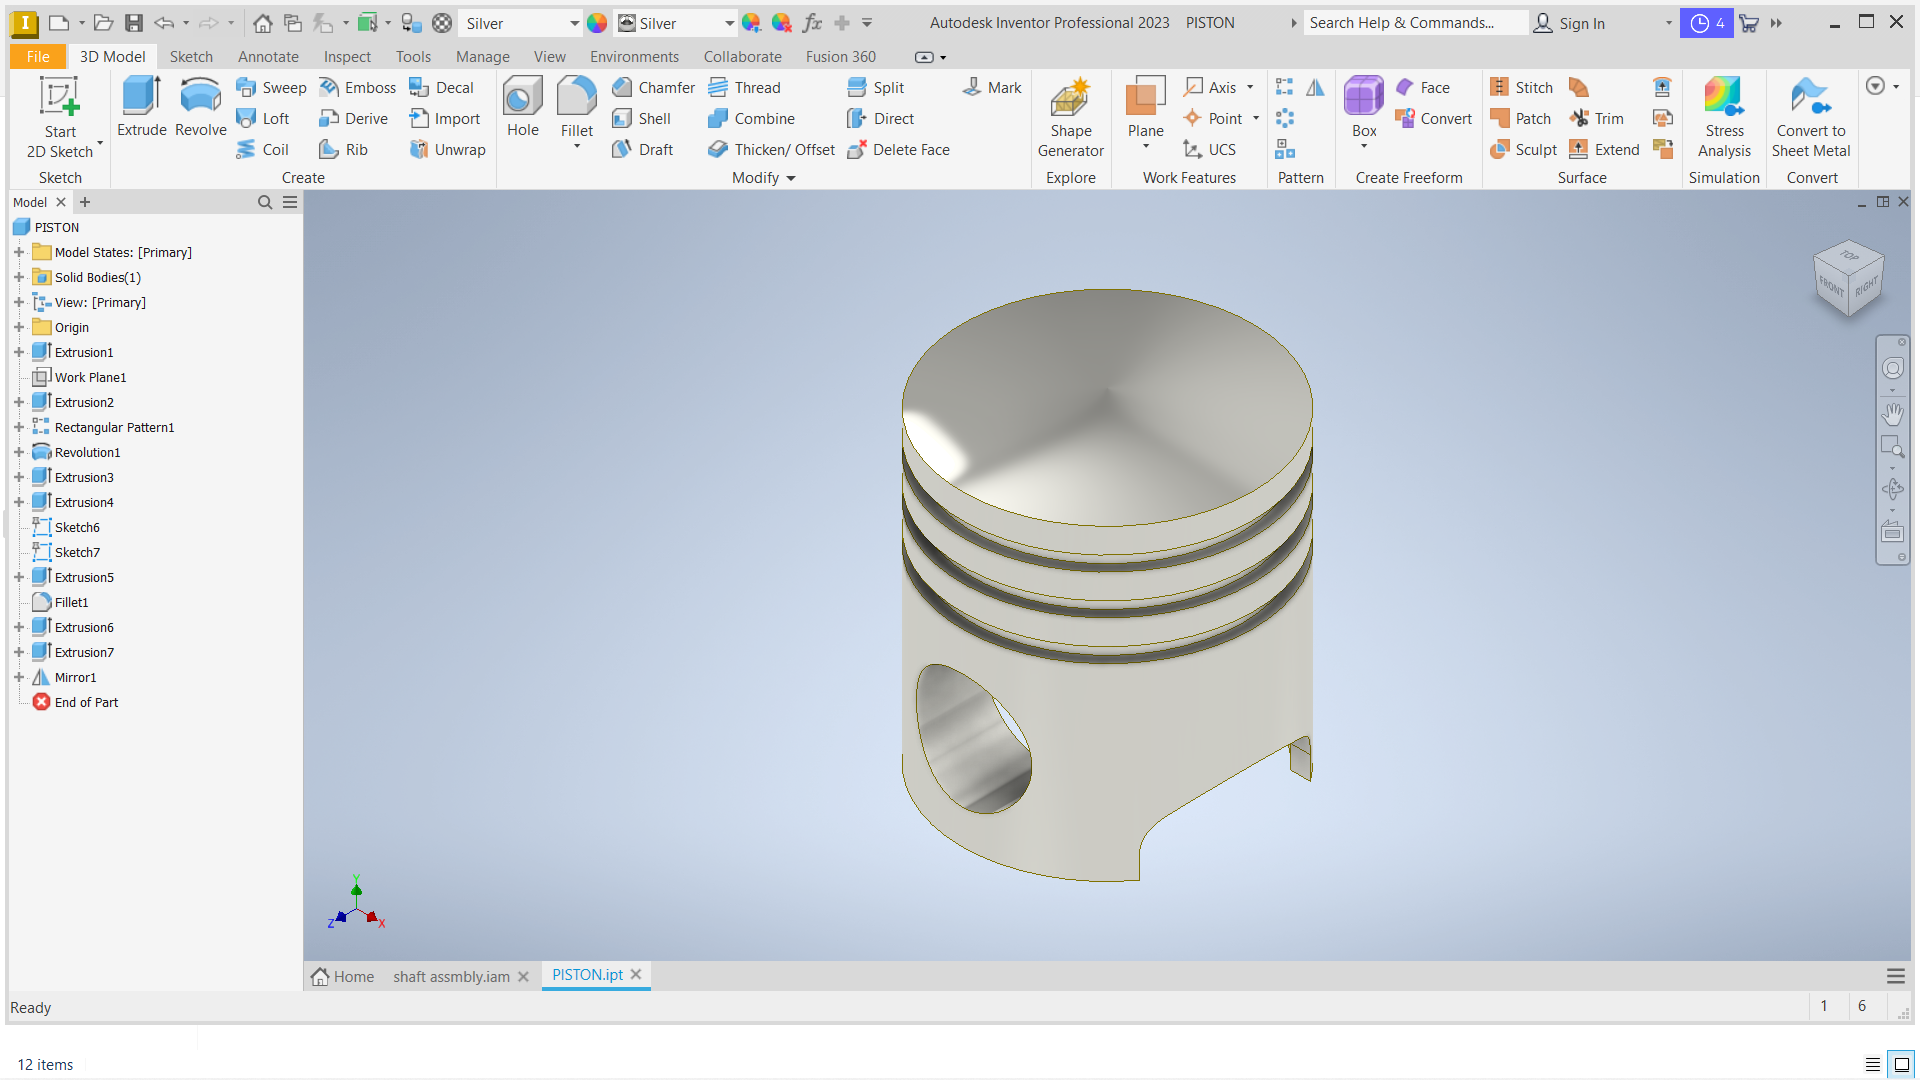 I Silver Silver fx Autodesk Inventor Professional 2023 PISTON Search Help & Commands... Sign In 4
File 3D Model Sketch Annotate Inspect Tools Manage View Environments Collaborate Fusion 360
Start 2D Sketch
Sketch
Extrude Revolve Sweep Emboss Decal
Loft Derive Import
Coil Rib Unwrap
Create
Hole Fillet Chamfer Thread Split Mark
Shell Combine Direct
Draft Thicken/ Offset Delete Face
Modify
Shape Generator
Explore
Plane Axis
Point
UCS
Work Features
Pattern
Box Face
Convert
Create Freeform
Stitch
Patch Trim
Sculpt Extend
Surface
Stress Analysis
Simulation
Convert to Sheet Metal
Convert
Model
PISTON
Model States: [Primary]
Solid Bodies(1)
View: [Primary]
Origin
Extrusion1
Work Plane1
Extrusion2
Rectangular Pattern1
Revolution1
Extrusion3
Extrusion4
Sketch6
Sketch7
Extrusion5
Fillet1
Extrusion6
Extrusion7
Mirror1
End of Part
TOP
FRONT RIGHT
Y
Z X
Home shaft assmbly.iam PISTON.ipt
Ready 1 6
12 items